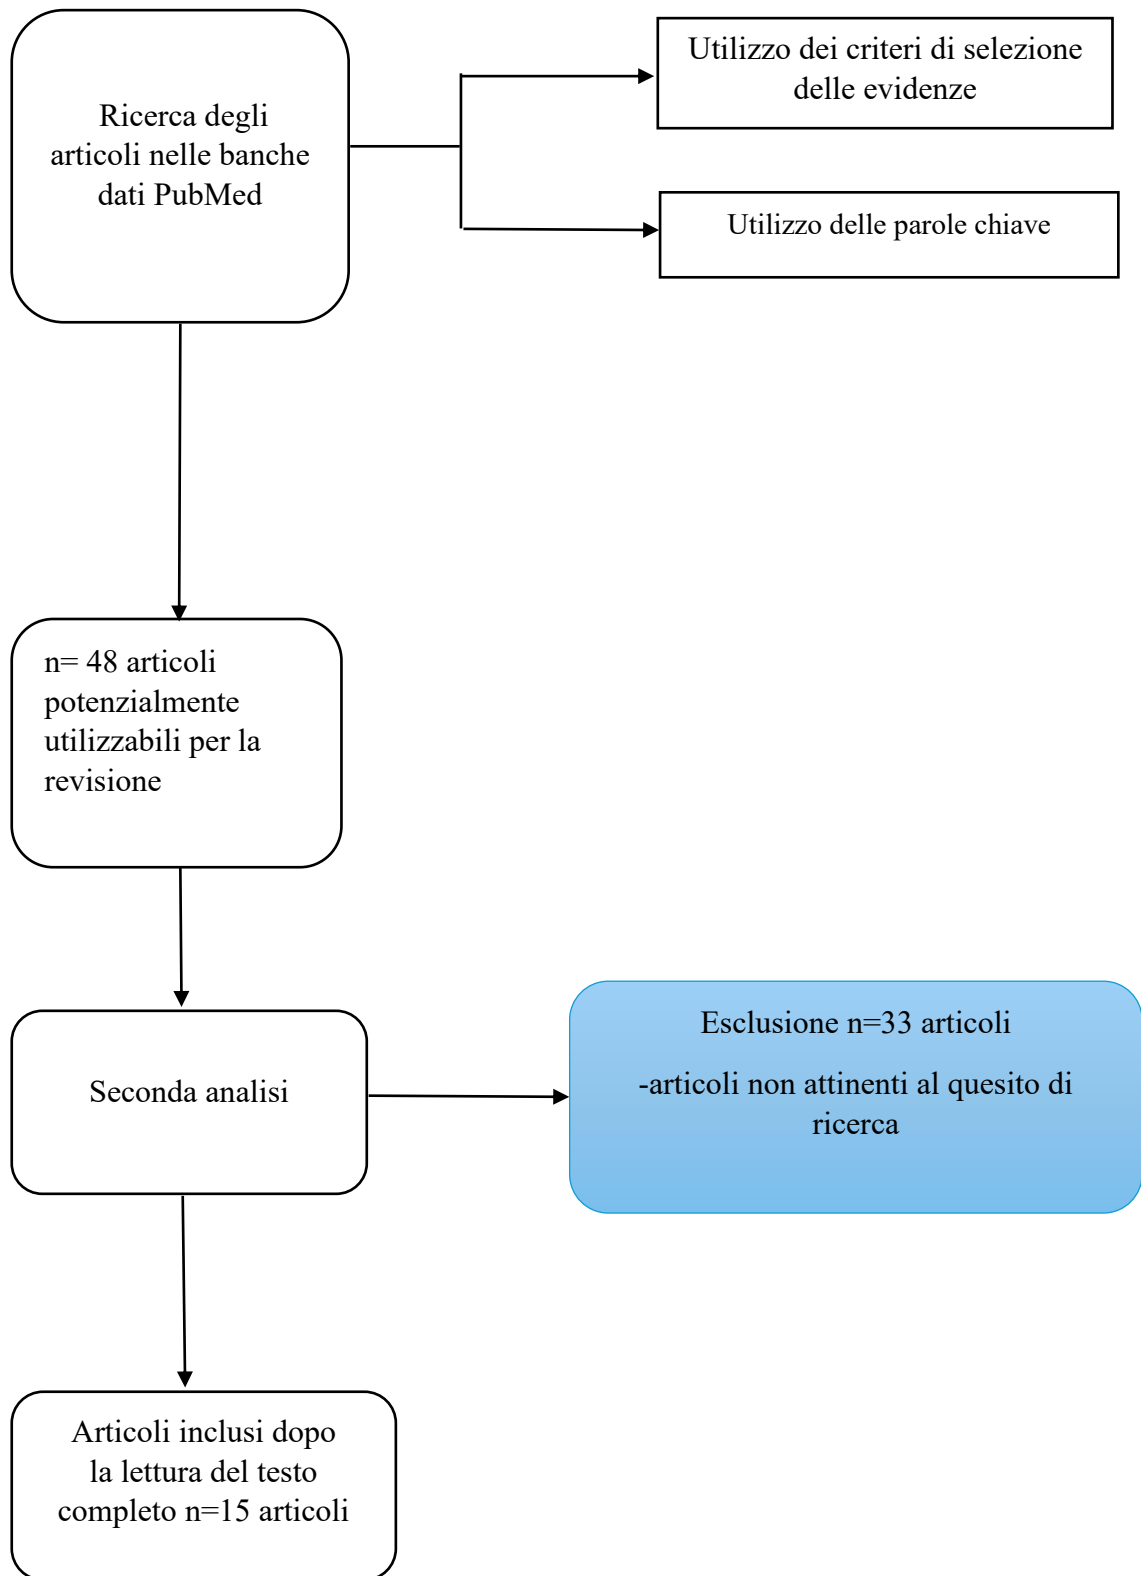 Ricerca degli
articoli nelle banche
dati PubMed
Utilizzo dei criteri di selezione
delle evidenze
Utilizzo delle parole chiave
n= 48 articoli
potenzialmente
utilizzabili per la
revisione
Seconda analisi
Esclusione n=33 articoli
-articoli non attinenti al quesito di
ricerca
Articoli inclusi dopo
la lettura del testo
completo n=15 articoli